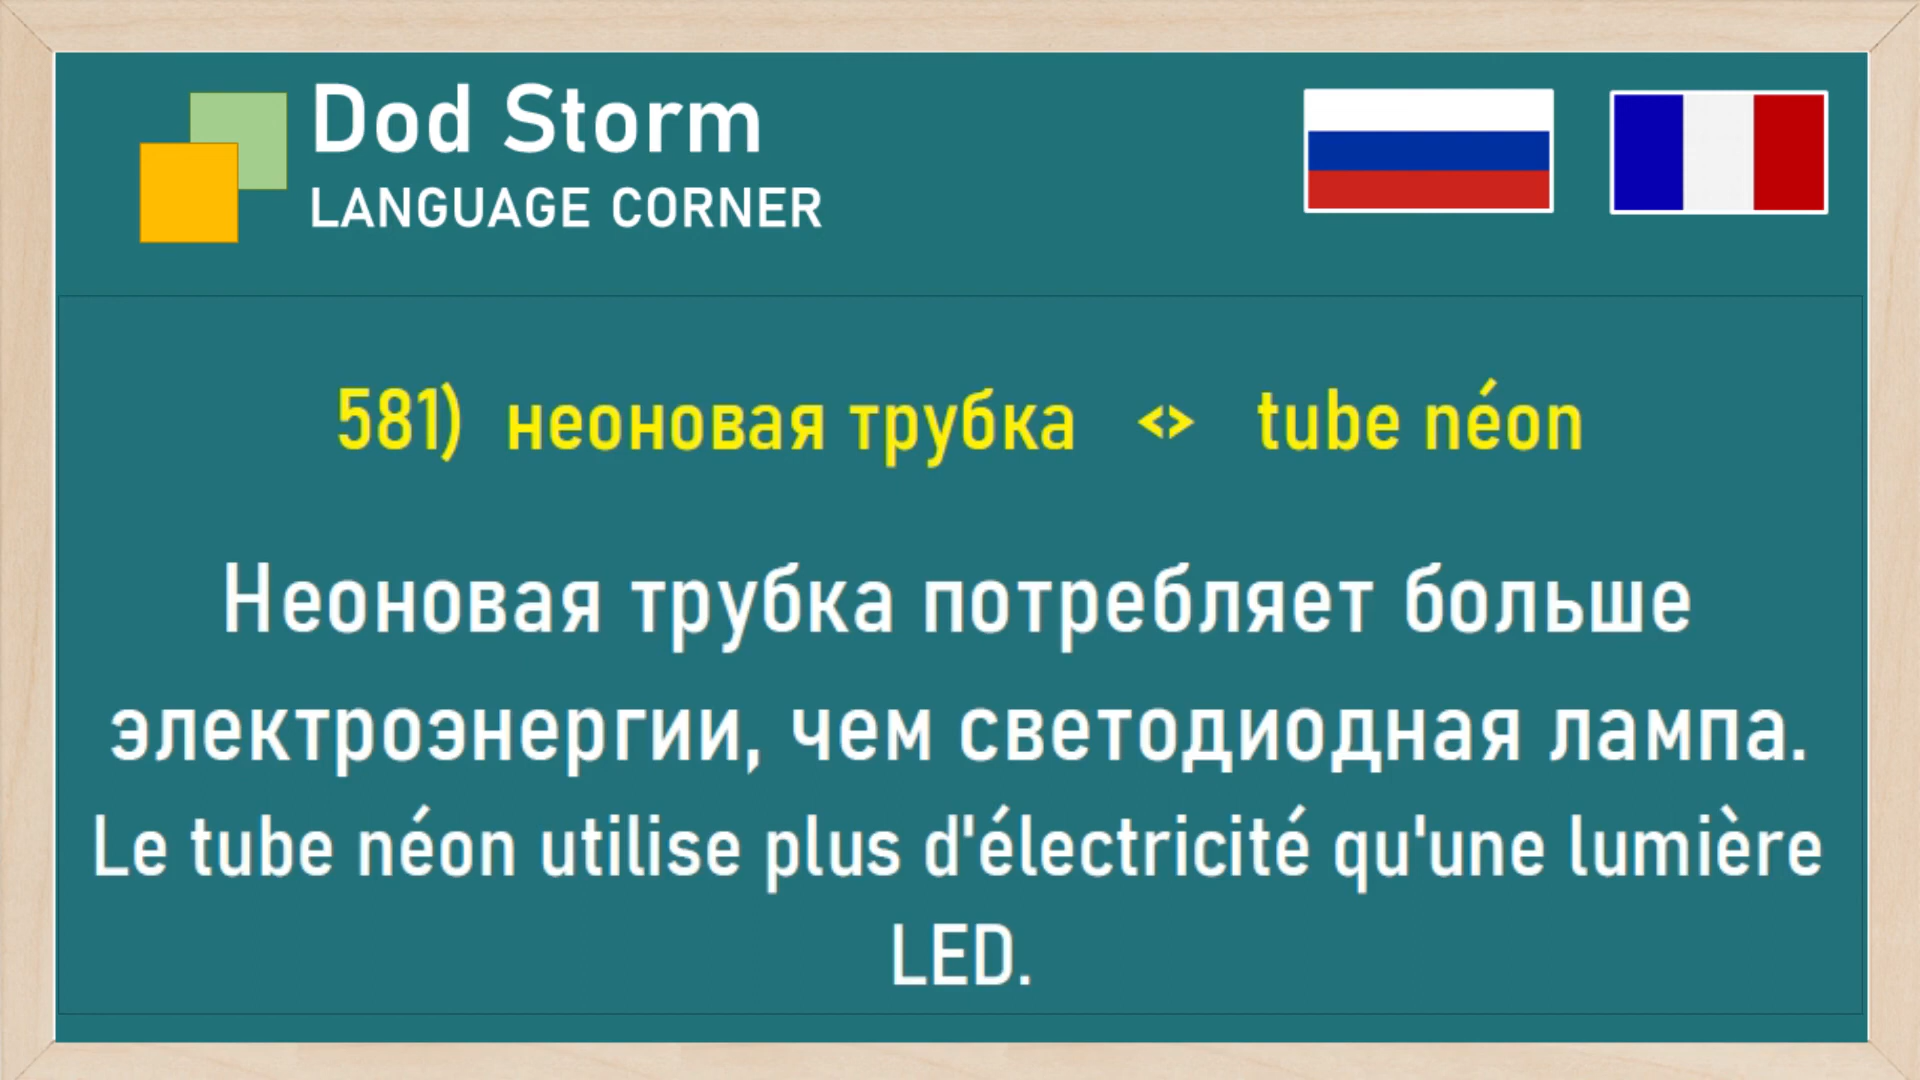 Dod Storm
LANGUAGE CORNER
581) неоновая трубка <> tube néon
Неоновая трубка потребляет больше
электроэнергии, чем светодиодная лампа.
Le tube néon utilise plus d'électricité qu'une lumière
LED.